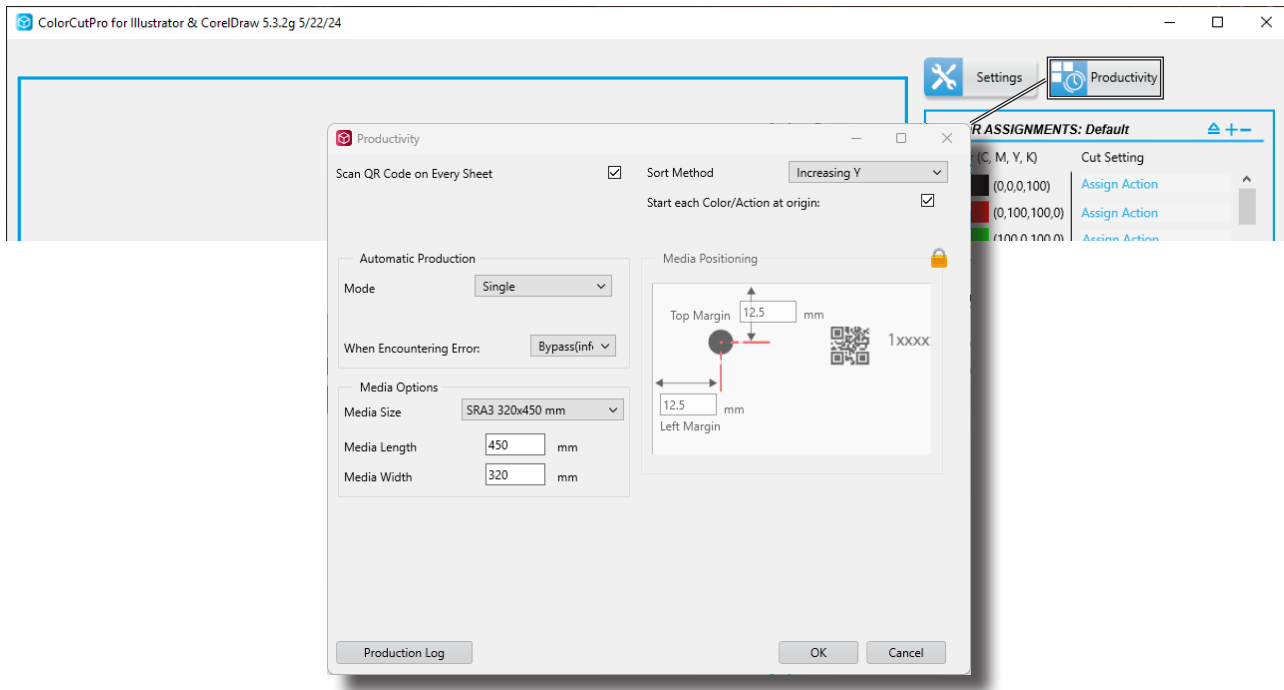 ColorCutPro for Illustrator & CorelDraw 5.3.2g 5/22/24
Settings
Productivity
R ASSIGNMENTS: Default
(C, M, Y, K)
Cut Setting
(0,0,0,100)
Assign Action
(0,100,100,0)
Assign Action
(100,0,100,0)
Assign Action
Productivity
Scan QR Code on Every Sheet
Sort Method
Increasing Y
Start each Color/Action at origin:
Automatic Production
Mode
Single
When Encountering Error:
Bypass(inf
Media Options
Media Size
SRA3 320x450 mm
Media Length
450
mm
Media Width
320
mm
Media Positioning
Top Margin
12.5
mm
1xxxx
12.5
mm
Left Margin
Production Log
OK
Cancel